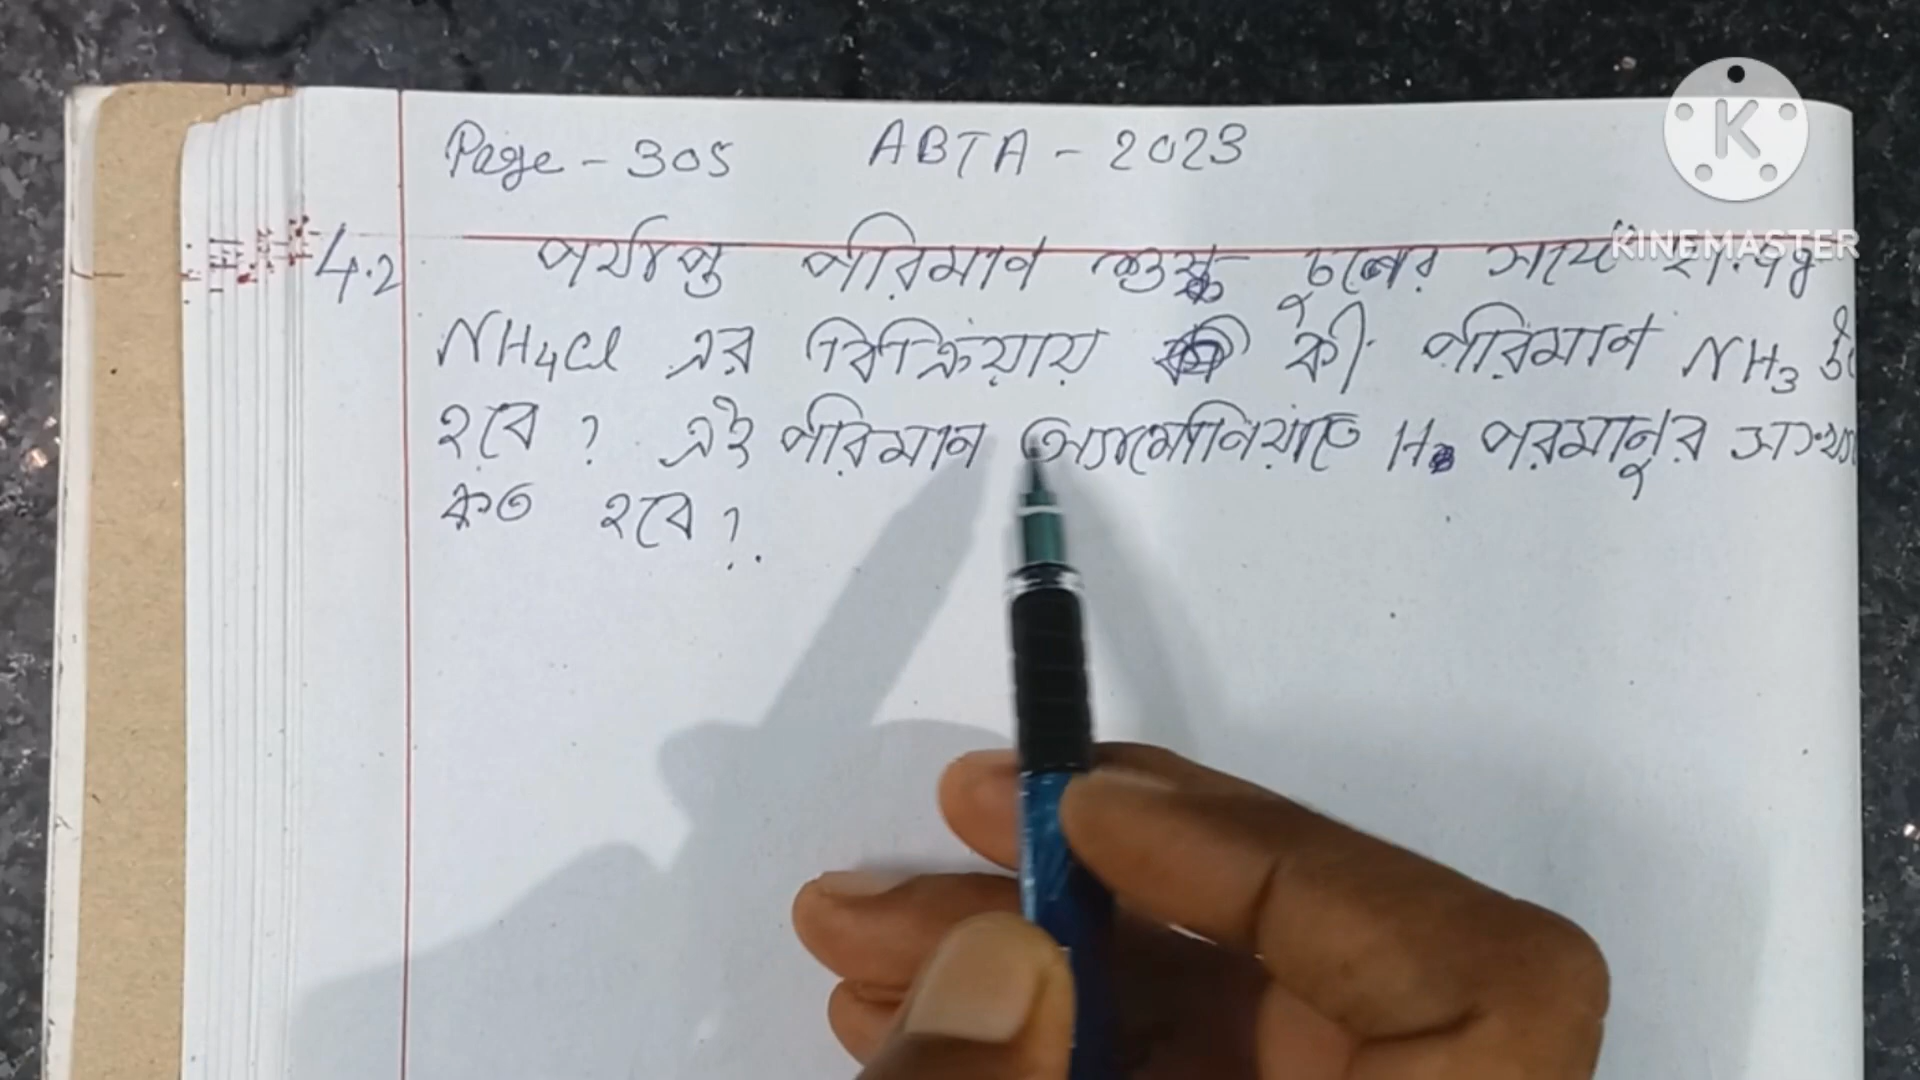 K
KINEMASTER
Page - 305 ABTA - 2023
4.2 পর্যাপ্ত পরিমাণ শুষ্ক চুনের সাথে
NH4Cl এর বিক্রিয়ায় কী পরিমান NH3
হবে ? এই পরিমান অ্যামোনিয়াতে H পরমানুর সংখ্যা
কত হবে ?.